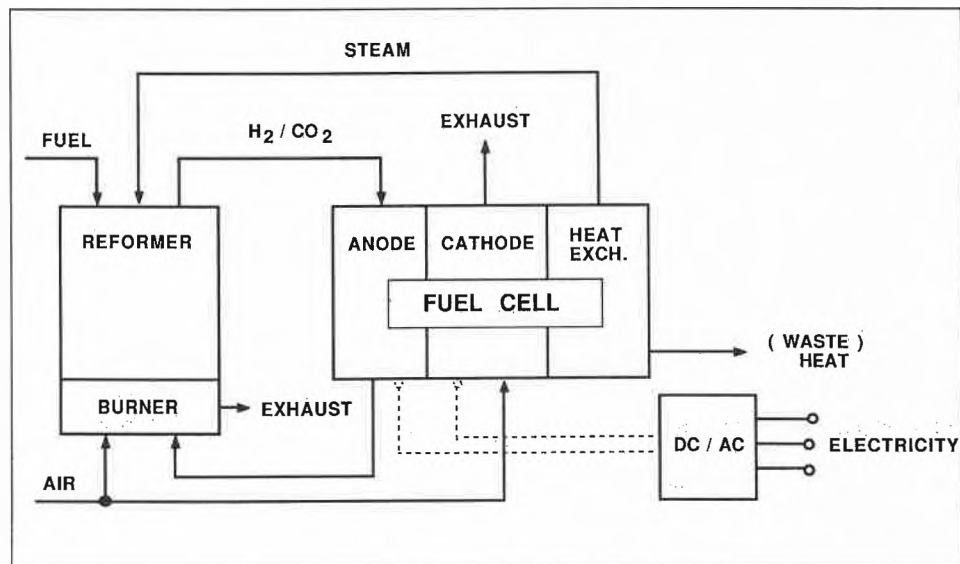 STEAM
EXHAUST
H2 / CO2
FUEL
REFORMER
ANODE
CATHODE
HEAT
EXCH.
FUEL CELL
( WASTE )
HEAT
BURNER
EXHAUST
DC / AC
ELECTRICITY
AIR